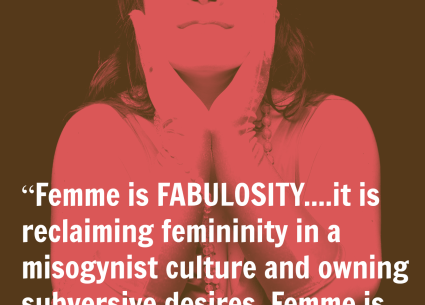 “Femme is FABULOSITY....it is
reclaiming femininity in a
misogynist culture and owning
subversive desires. Femme is